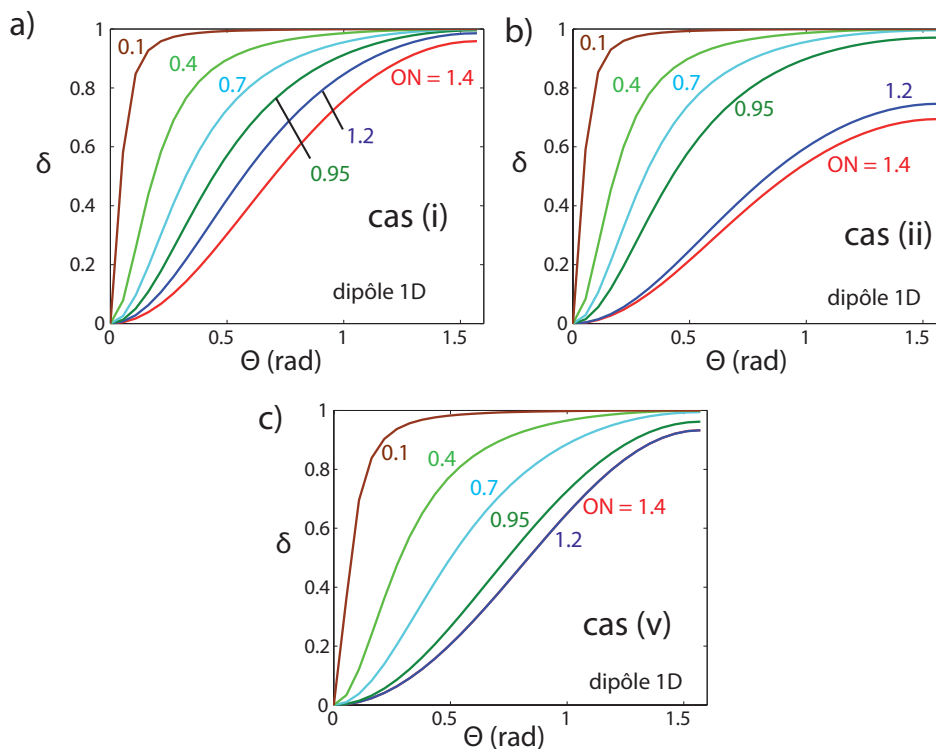 a)
1
0.8
0.6
0.4
0.2
0
δ
0.1
0.4
0.7
ON = 1.4
1.2
0.95
cas (i)
dipôle 1D
0
0.5
1
1.5
Θ (rad)
b)
1
0.8
0.6
0.4
0.2
0
δ
0.1
0.4
0.7
0.95
1.2
ON = 1.4
cas (ii)
dipôle 1D
0
0.5
1
1.5
Θ (rad)
c)
1
0.8
0.6
0.4
0.2
0
δ
0.1
0.4
0.7
0.95
ON = 1.4
1.2
cas (v)
dipôle 1D
0
0.5
1
1.5
Θ (rad)